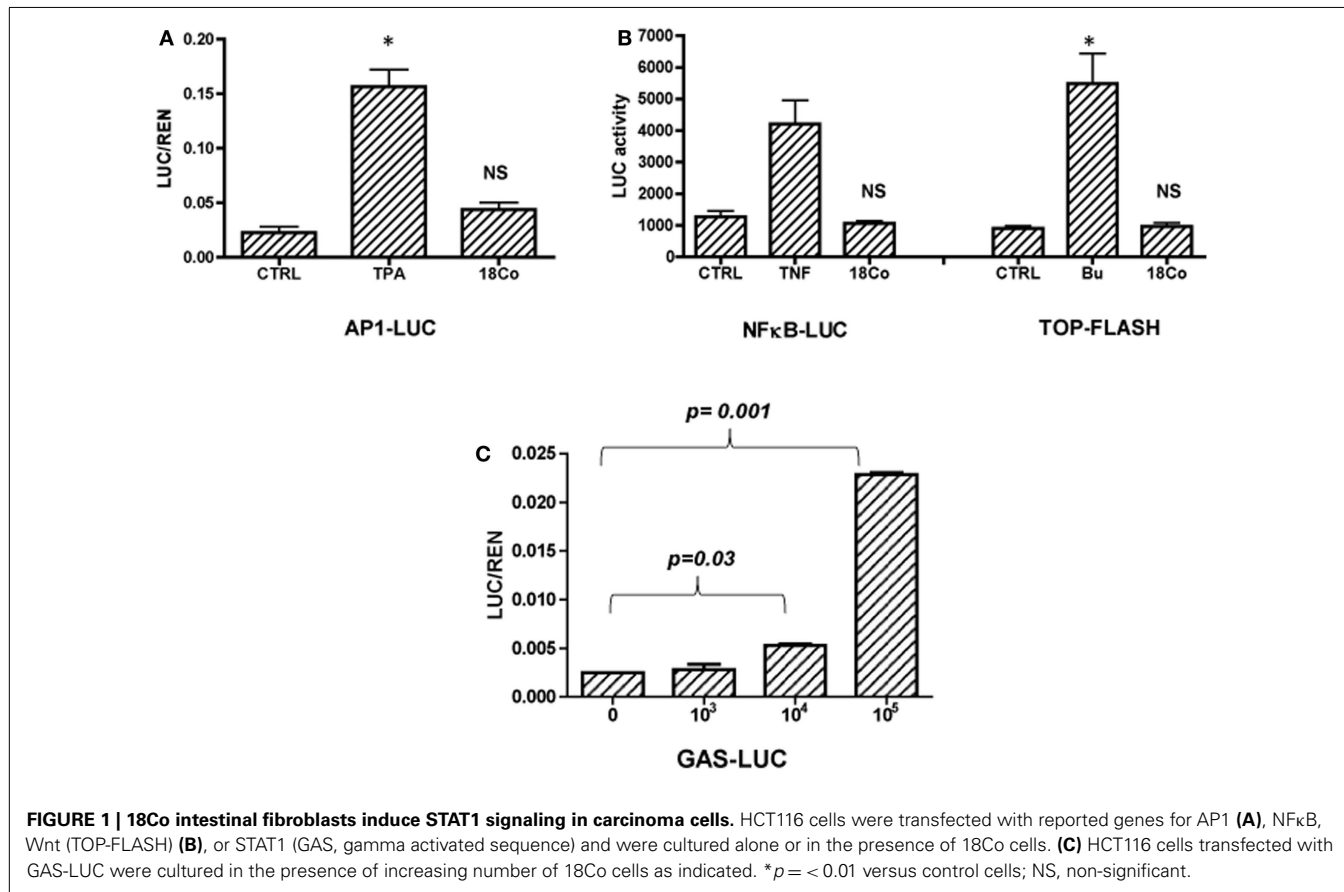 A
LUC/REN
0.20
0.15
0.10
0.05
0.00
*
NS
CTRL TPA 18Co
AP1-LUC
B
LUC activity
7000
6000
5000
4000
3000
2000
1000
0
NS
*
NS
CTRL TNF 18Co CTRL Bu 18Co
NFκB-LUC TOP-FLASH
p= 0.001
C
LUC/REN
0.025
0.020
0.015
0.010
0.005
0.000
p=0.03
0 10³ 10⁴ 10⁵
GAS-LUC
FIGURE 1 | 18Co intestinal fibroblasts induce STAT1 signaling in carcinoma cells. HCT116 cells were transfected with reported genes for AP1 (A), NFκB,
Wnt (TOP-FLASH) (B), or STAT1 (GAS, gamma activated sequence) and were cultured alone or in the presence of 18Co cells. (C) HCT116 cells transfected with
GAS-LUC were cultured in the presence of increasing number of 18Co cells as indicated. *p = < 0.01 versus control cells; NS, non-significant.